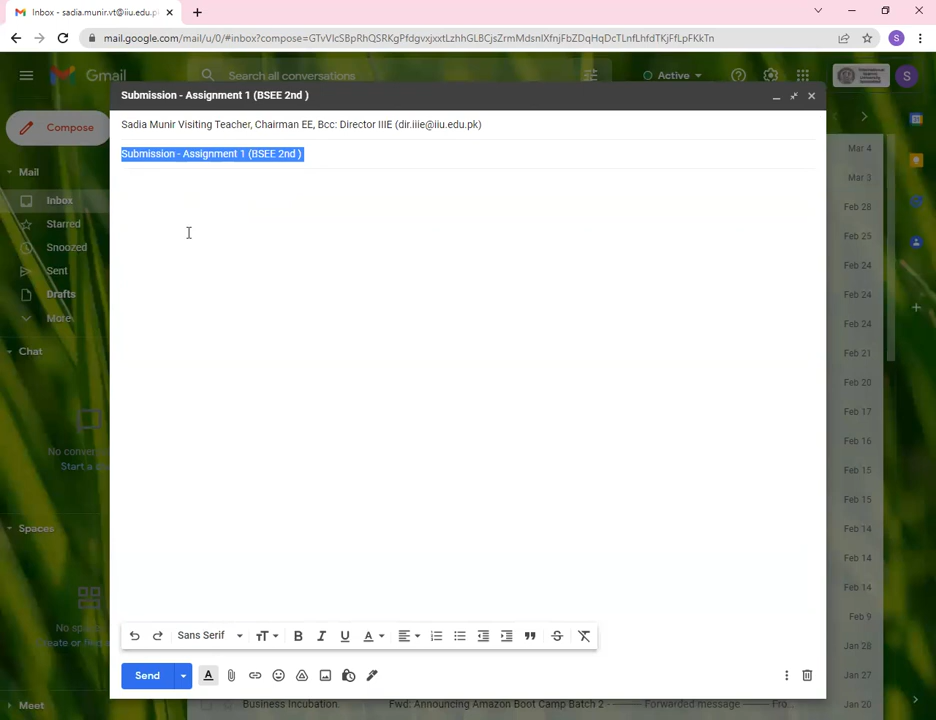 Inbox - sadia.munir.vt@iiu.edu.p
mail.google.com/mail/u/0/#inbox?compose=GTvVlcSBpRhQSRKgPfdgvxjxxtLzhhGLBCjsZrmMdsnlXfnjFbZDqHqDcTLnfLhfdTKjFfLpFKkTn
S
Gmail
Search all conversations
Active
S
Submission - Assignment 1 (BSEE 2nd )
Sadia Munir Visiting Teacher, Chairman EE, Bcc: Director IIIE (dir.iiie@iiu.edu.pk)
Submission - Assignment 1 (BSEE 2nd )
Compose
Mail
Inbox
Starred
Snoozed
Sent
Drafts
More
Chat
No conver
Start a
Spaces
No spa
Create or
Meet
Mar 4
Mar 3
Feb 28
Feb 25
Feb 24
Feb 24
Feb 24
Feb 21
Feb 20
Feb 17
Feb 16
Feb 15
Feb 15
Feb 14
Feb 14
Feb 14
Feb 9
Jan 28
Jan 27
Jan 20
Sans Serif
Send
Business Incubation.
Fwd: Announcing Amazon Boot Camp Batch 2 - ---------- Forwarded message --------- Fro...